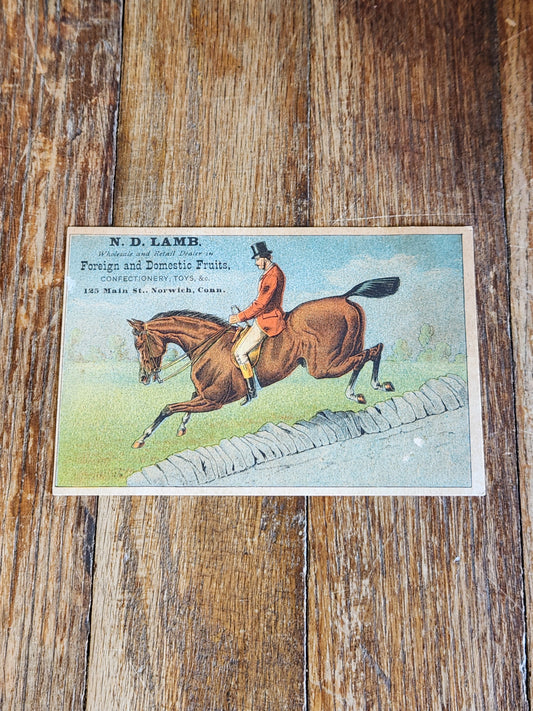 N. D. LAMB,
Wholesale and Retail Dealer in
Foreign and Domestic Fruits,
CONFECTIONERY, TOYS, &c.
125 Main St., Norwich, Conn.